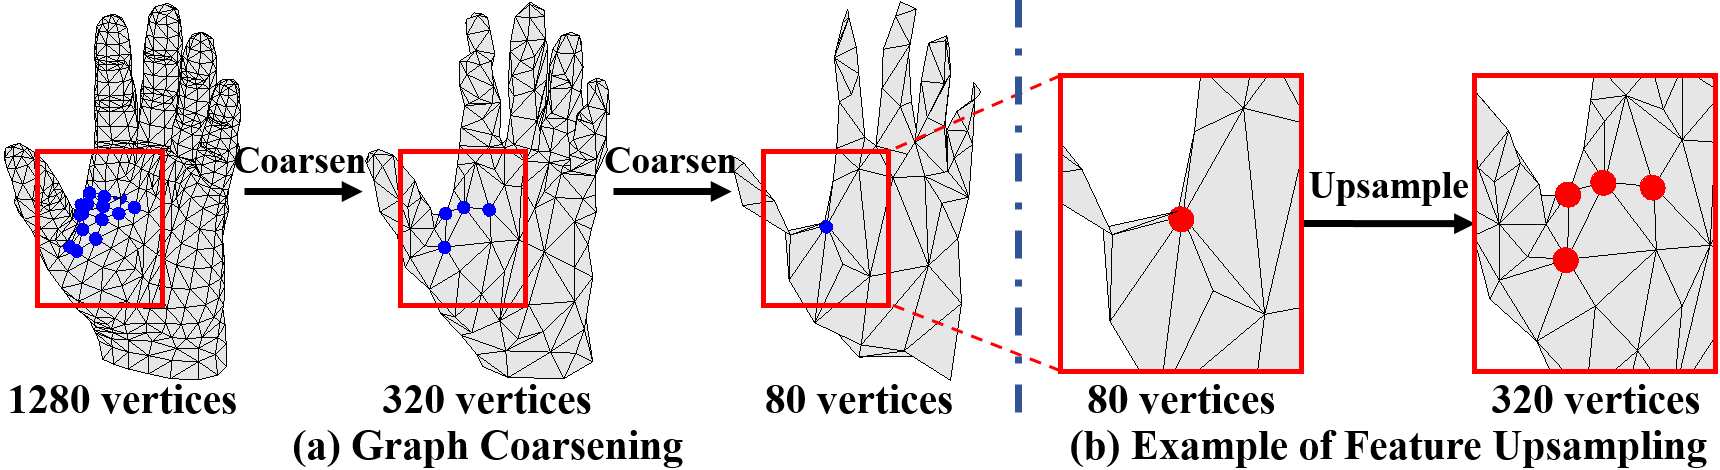 Coarsen
Coarsen
Upsample
1280 vertices
320 vertices
80 vertices
80 vertices
320 vertices
(a) Graph Coarsening
(b) Example of Feature Upsampling